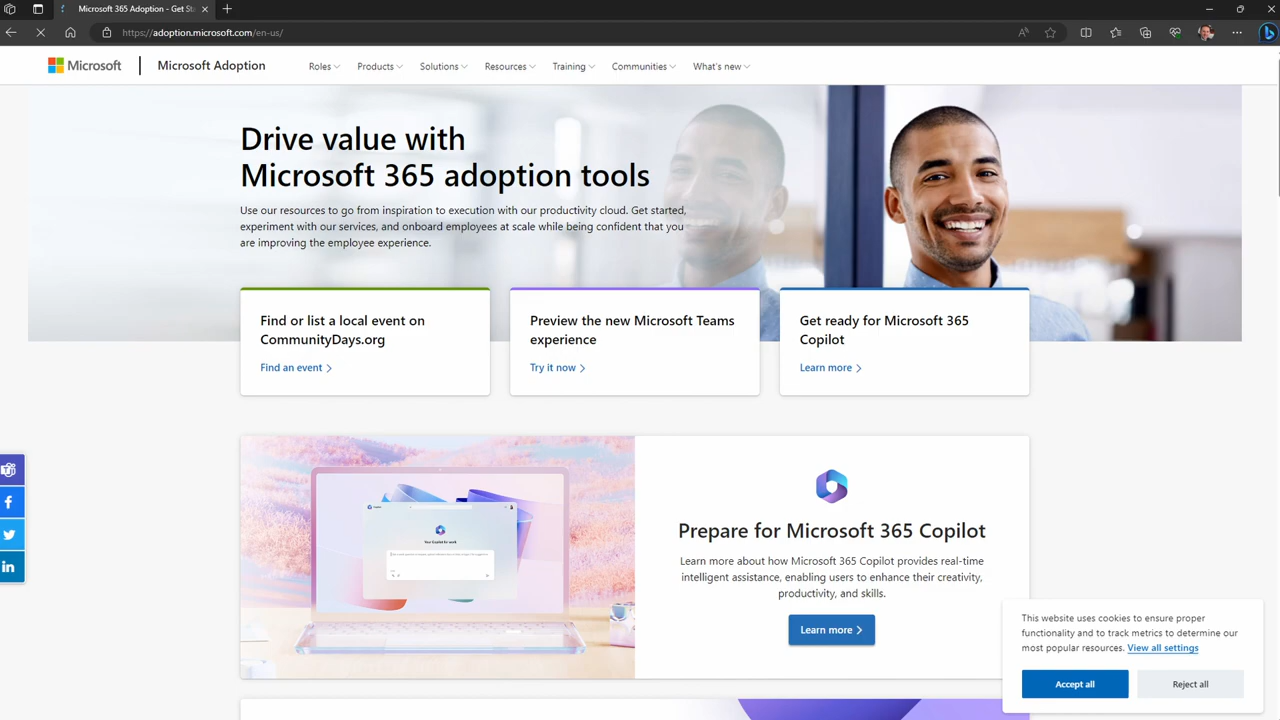 Microsoft 365 Adoption - Get St
https://adoption.microsoft.com/en-us/
Microsoft
Microsoft Adoption
Roles
Products
Solutions
Resources
Training
Communities
What's new
Drive value with
Microsoft 365 adoption tools
Use our resources to go from inspiration to execution with our productivity cloud. Get started,
experiment with our services, and onboard employees at scale while being confident that you
are improving the employee experience.
Find or list a local event on
CommunityDays.org
Find an event
Preview the new Microsoft Teams
experience
Try it now
Get ready for Microsoft 365
Copilot
Learn more
Your Copilot for work
Prepare for Microsoft 365 Copilot
Learn more about how Microsoft 365 Copilot provides real-time
intelligent assistance, enabling users to enhance their creativity,
productivity, and skills.
Learn more
This website uses cookies to ensure proper
functionality and to track metrics to determine our
most popular resources. View all settings
Accept all
Reject all